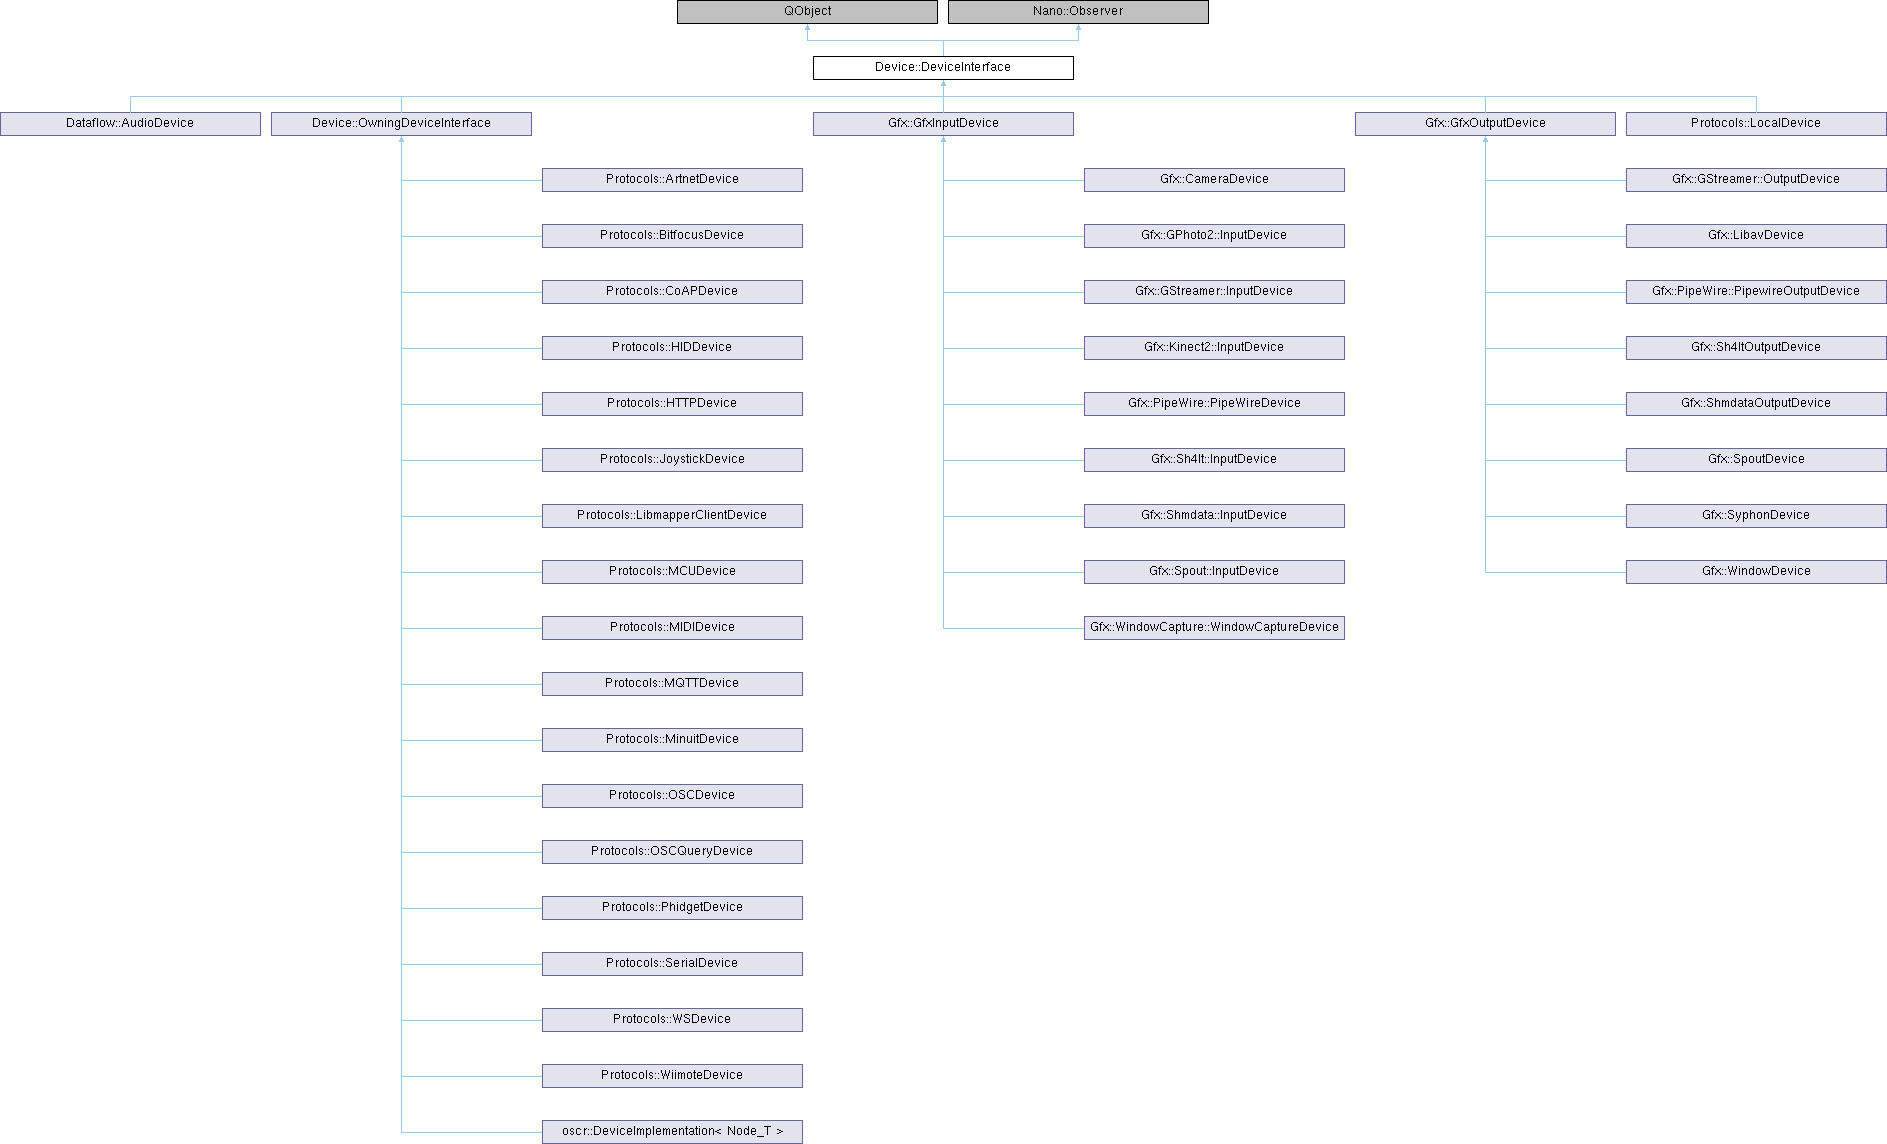 QObject
Nano::Observer
Device::DeviceInterface
Dataflow::AudioDevice
Device::OwningDeviceInterface
Gfx::GfxInputDevice
Gfx::GfxOutputDevice
Protocols::LocalDevice
Protocols::ArtnetDevice
Gfx::CameraDevice
Gfx::GStreamer::OutputDevice
Protocols::BitfocusDevice
Gfx::GPhoto2::InputDevice
Gfx::LibavDevice
Protocols::CoAPDevice
Gfx::GStreamer::InputDevice
Gfx::PipeWire::PipewireOutputDevice
Protocols::HIDDevice
Gfx::Kinect2::InputDevice
Gfx::Sh4ltOutputDevice
Protocols::HTTPDevice
Gfx::PipeWire::PipeWireDevice
Gfx::ShmdataOutputDevice
Protocols::JoystickDevice
Gfx::Sh4lt::InputDevice
Gfx::SpoutDevice
Protocols::LibmapperClientDevice
Gfx::Shmdata::InputDevice
Gfx::SyphonDevice
Protocols::MCUDevice
Gfx::Spout::InputDevice
Gfx::WindowDevice
Protocols::MIDIDevice
Gfx::WindowCapture::WindowCaptureDevice
Protocols::MQTTDevice
Protocols::MinuitDevice
Protocols::OSCDevice
Protocols::OSCQueryDevice
Protocols::PhidgetDevice
Protocols::SerialDevice
Protocols::WSDevice
Protocols::WiimoteDevice
oscr::DeviceImplementation< Node_T >